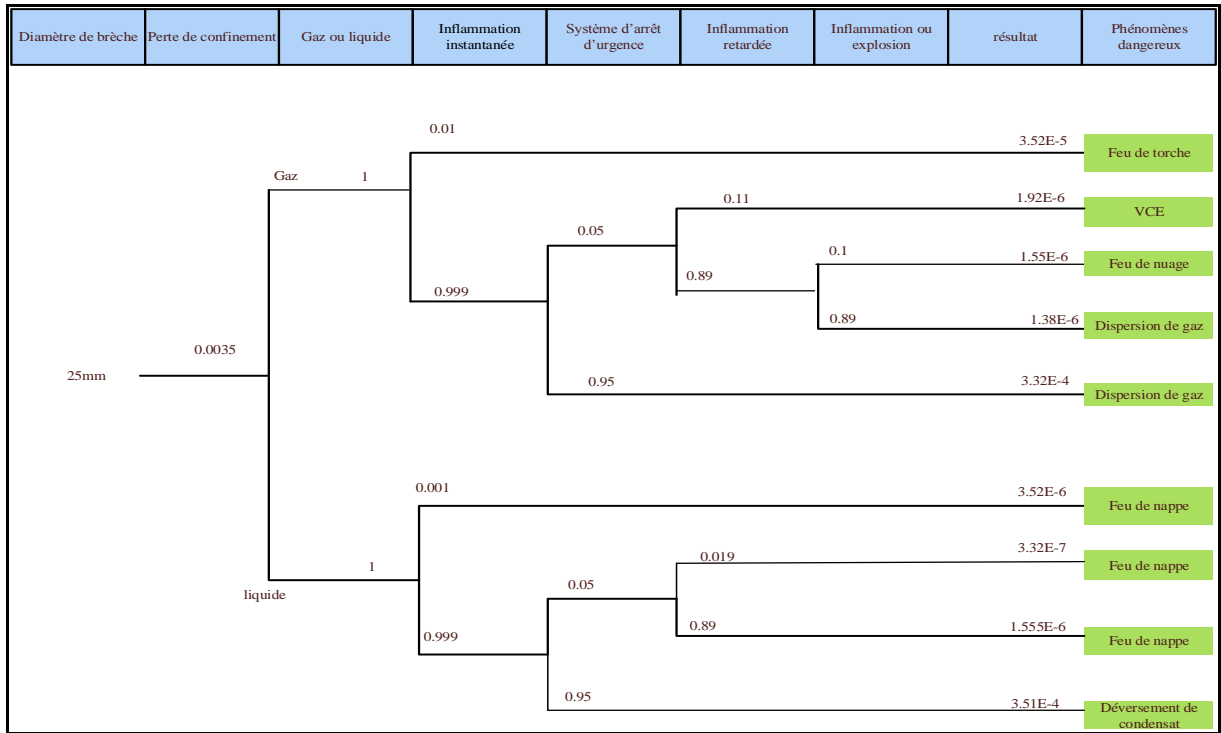 Diamètre de brèche
Perte de confinement
Gaz ou liquide
Inflammation
instantanée
Système d'arrêt
d'urgence
Inflammation
retardée
Inflammation ou
explosion
résultat
Phénomènes
dangereux
0.01
3.52E-5
Feu de torche
Gaz
1
0.11
1.92E-6
VCE
0.05
0.1
1.55E-6
Feu de nuage
0.89
0.999
0.89
1.38E-6
Dispersion de gaz
0.0035
25mm
0.95
3.32E-4
Dispersion de gaz
0.001
3.52E-6
Feu de nappe
0.019
3.32E-7
Feu de nappe
1
0.05
liquide
0.999
0.89
1.555E-6
Feu de nappe
0.95
3.51E-4
Déversement de
condensat